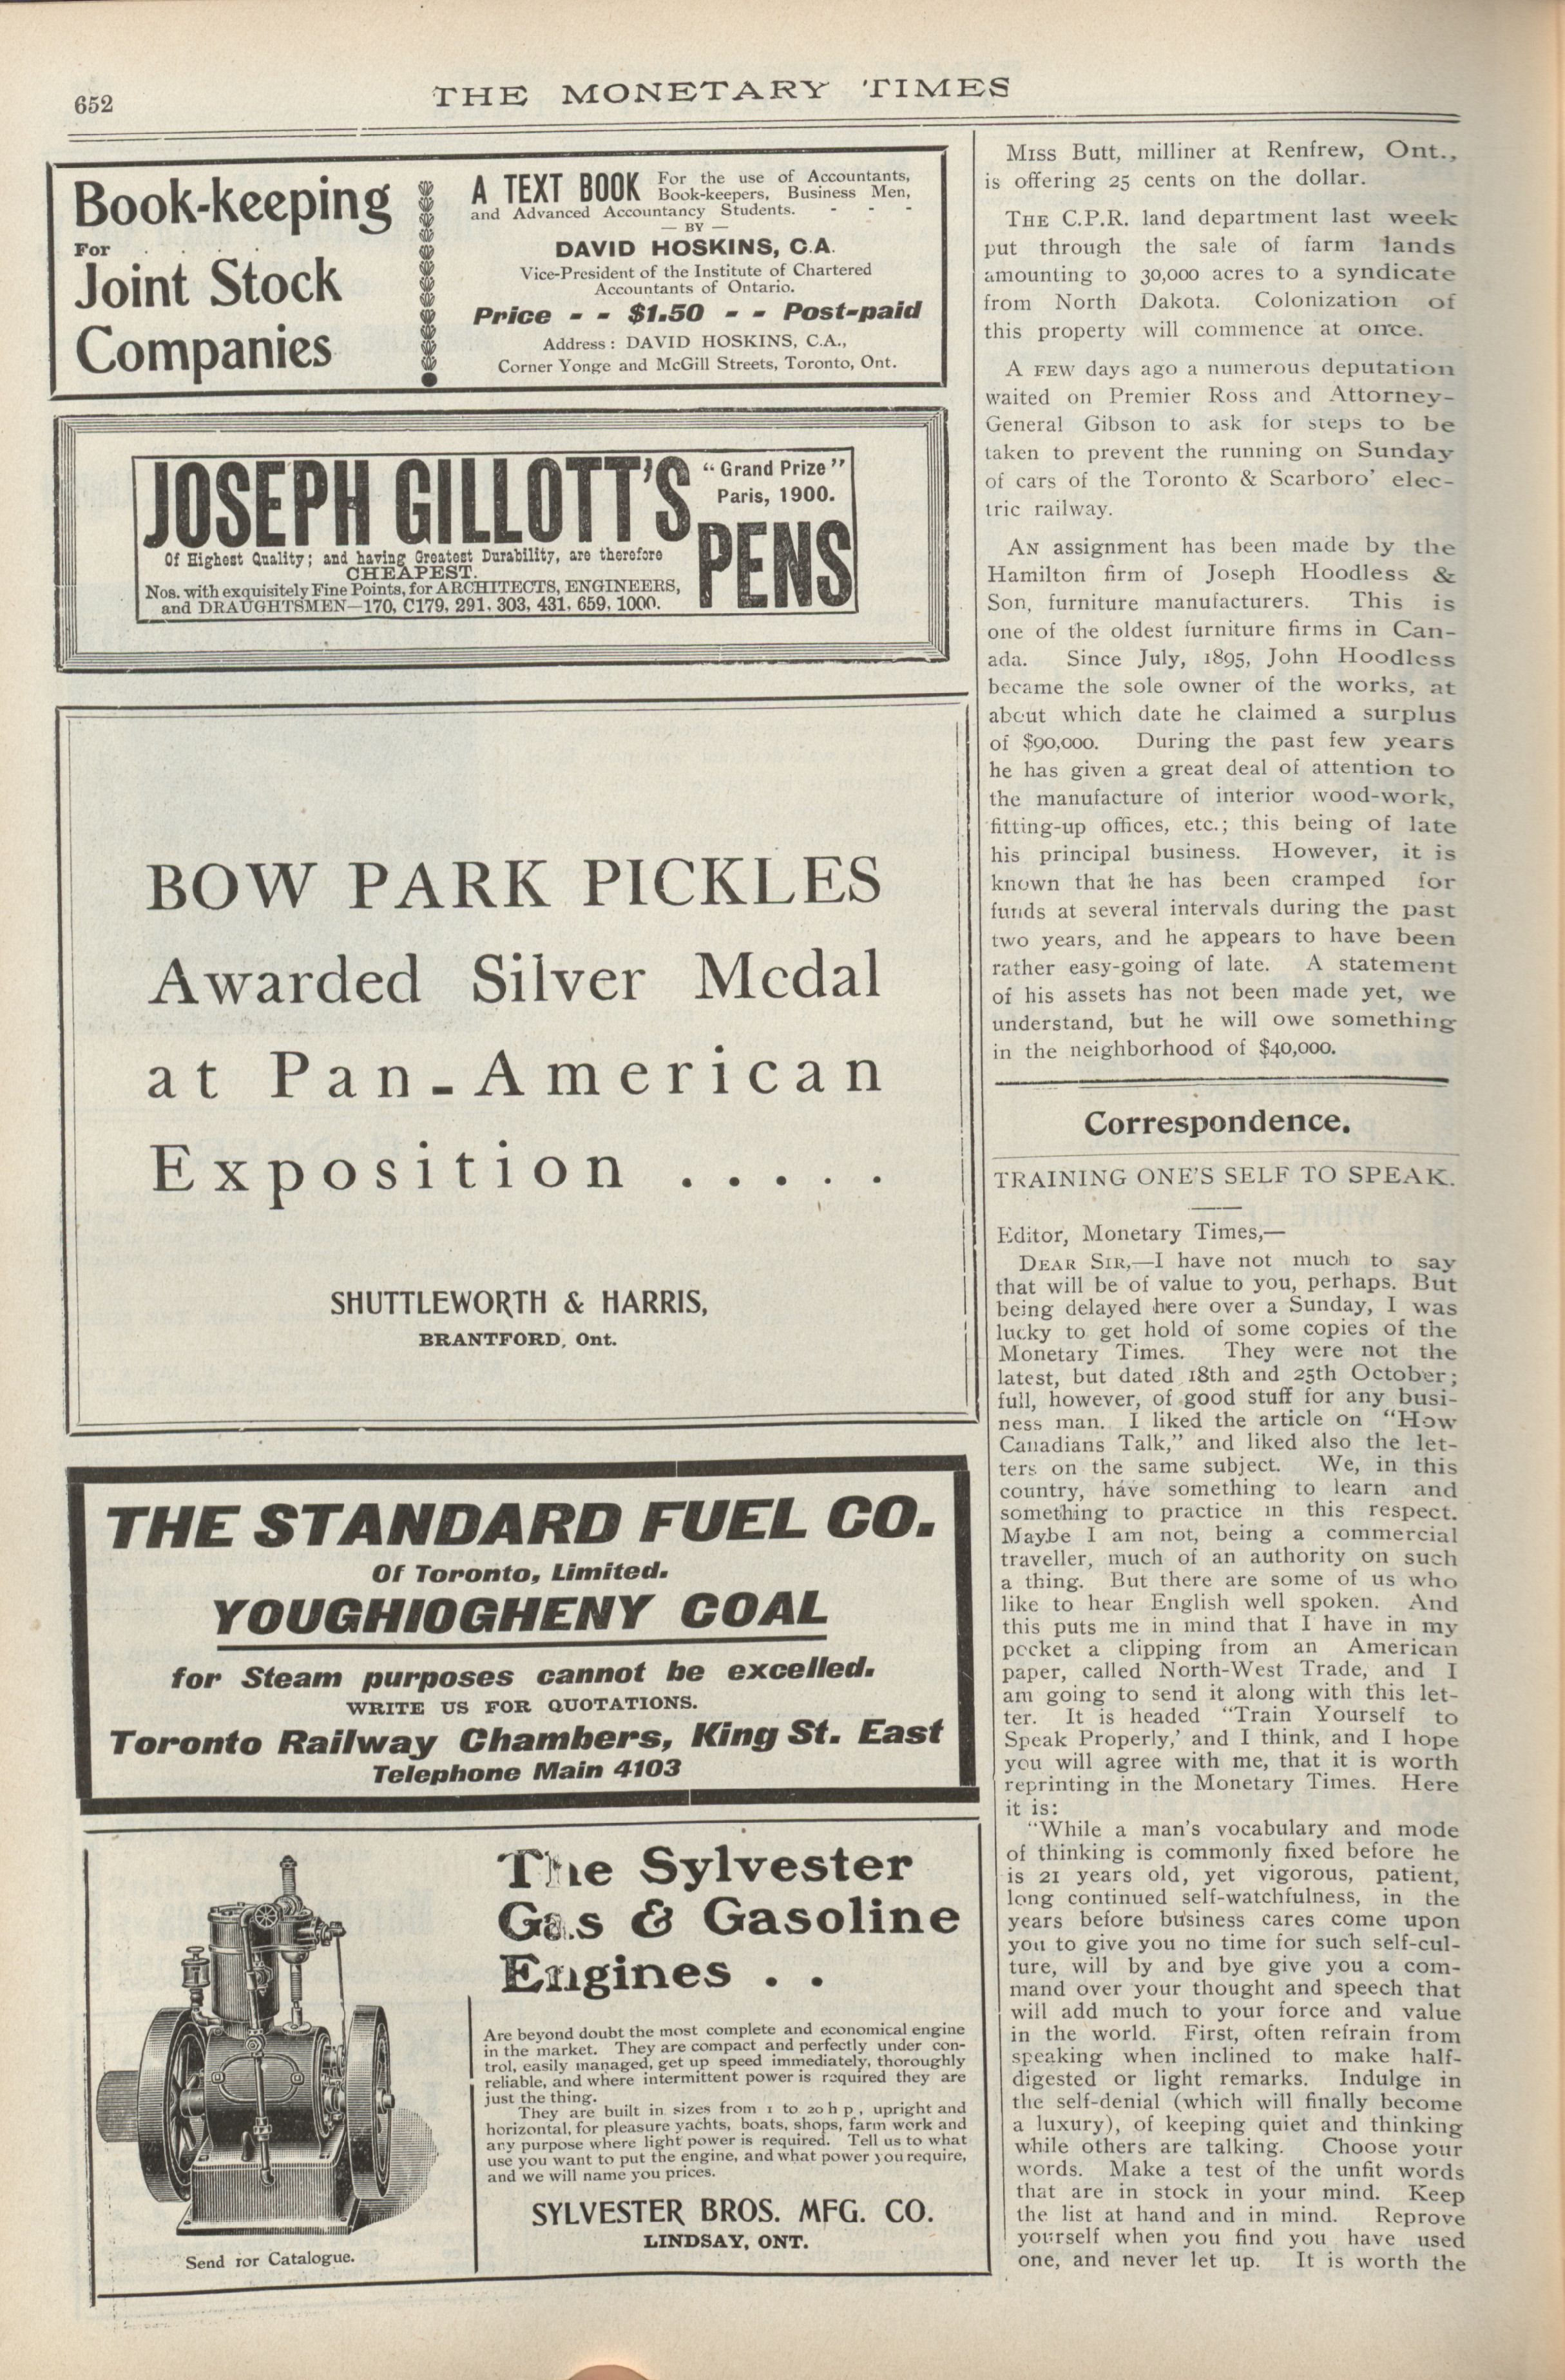 652
THE MONETARY TIMES
Book-keeping
For
Joint Stock
Companies
A TEXT BOOK For the use of Accountants,
Book-keepers, Business Men,
and Advanced Accountancy Students. - - -
— BY —
DAVID HOSKINS, C.A.
Vice-President of the Institute of Chartered
Accountants of Ontario.
Price - - $1.50 - - Post-paid
Address: DAVID HOSKINS, C.A.,
Corner Yonge and McGill Streets, Toronto, Ont.
JOSEPH GILLOTT'S
"Grand Prize"
Paris, 1900.
PENS
Of Highest Quality; and having Greatest Durability, are therefore
CHEAPEST.
Nos. with exquisitely Fine Points, for ARCHITECTS, ENGINEERS,
and DRAUGHTSMEN—170, C179, 291, 303, 431, 659, 1000.
BOW PARK PICKLES
Awarded Silver Medal
at Pan-American
Exposition . . . . .
SHUTTLEWORTH & HARRIS,
BRANTFORD, Ont.
THE STANDARD FUEL CO.
Of Toronto, Limited.
YOUGHIOGHENY COAL
for Steam purposes cannot be excelled.
WRITE US FOR QUOTATIONS.
Toronto Railway Chambers, King St. East
Telephone Main 4103
The Sylvester
Gas & Gasoline
Engines . .
Are beyond doubt the most complete and economical engine
in the market. They are compact and perfectly under con-
trol, easily managed, get up speed immediately, thoroughly
reliable, and where intermittent power is required they are
just the thing.
They are built in sizes from 1 to 20 h p, upright and
horizontal, for pleasure yachts, boats, shops, farm work and
any purpose where light power is required. Tell us to what
use you want to put the engine, and what power you require,
and we will name you prices.
SYLVESTER BROS. MFG. CO.
LINDSAY, ONT.
Send for Catalogue.
Miss Butt, milliner at Renfrew, Ont.,
is offering 25 cents on the dollar.
THE C.P.R. land department last week
put through the sale of farm lands
amounting to 30,000 acres to a syndicate
from North Dakota. Colonization of
this property will commence at once.
A FEW days ago a numerous deputation
waited on Premier Ross and Attorney-
General Gibson to ask for steps to be
taken to prevent the running on Sunday
of cars of the Toronto & Scarboro' elec-
tric railway.
AN assignment has been made by the
Hamilton firm of Joseph Hoodless &
Son, furniture manufacturers. This is
one of the oldest furniture firms in Can-
ada. Since July, 1895, John Hoodless
became the sole owner of the works, at
about which date he claimed a surplus
of $90,000. During the past few years
he has given a great deal of attention to
the manufacture of interior wood-work,
fitting-up offices, etc.; this being of late
his principal business. However, it is
known that he has been cramped for
funds at several intervals during the past
two years, and he appears to have been
rather easy-going of late. A statement
of his assets has not been made yet, we
understand, but he will owe something
in the neighborhood of $40,000.
Correspondence.
TRAINING ONE'S SELF TO SPEAK.
Editor, Monetary Times,—
DEAR SIR,—I have not much to say
that will be of value to you, perhaps. But
being delayed here over a Sunday, I was
lucky to get hold of some copies of the
Monetary Times. They were not the
latest, but dated 18th and 25th October;
full, however, of good stuff for any busi-
ness man. I liked the article on "How
Canadians Talk," and liked also the let-
ters on the same subject. We, in this
country, have something to learn and
something to practice in this respect.
Maybe I am not, being a commercial
traveller, much of an authority on such
a thing. But there are some of us who
like to hear English well spoken. And
this puts me in mind that I have in my
pocket a clipping from an American
paper, called North-West Trade, and I
am going to send it along with this let-
ter. It is headed "Train Yourself to
Speak Properly,' and I think, and I hope
you will agree with me, that it is worth
reprinting in the Monetary Times. Here
it is:
"While a man's vocabulary and mode
of thinking is commonly fixed before he
is 21 years old, yet vigorous, patient,
long continued self-watchfulness, in the
years before business cares come upon
you to give you no time for such self-cul-
ture, will by and bye give you a com-
mand over your thought and speech that
will add much to your force and value
in the world. First, often refrain from
speaking when inclined to make half-
digested or light remarks. Indulge in
the self-denial (which will finally become
a luxury), of keeping quiet and thinking
while others are talking. Choose your
words. Make a test of the unfit words
that are in stock in your mind. Keep
the list at hand and in mind. Reprove
yourself when you find you have used
one, and never let up. It is worth the